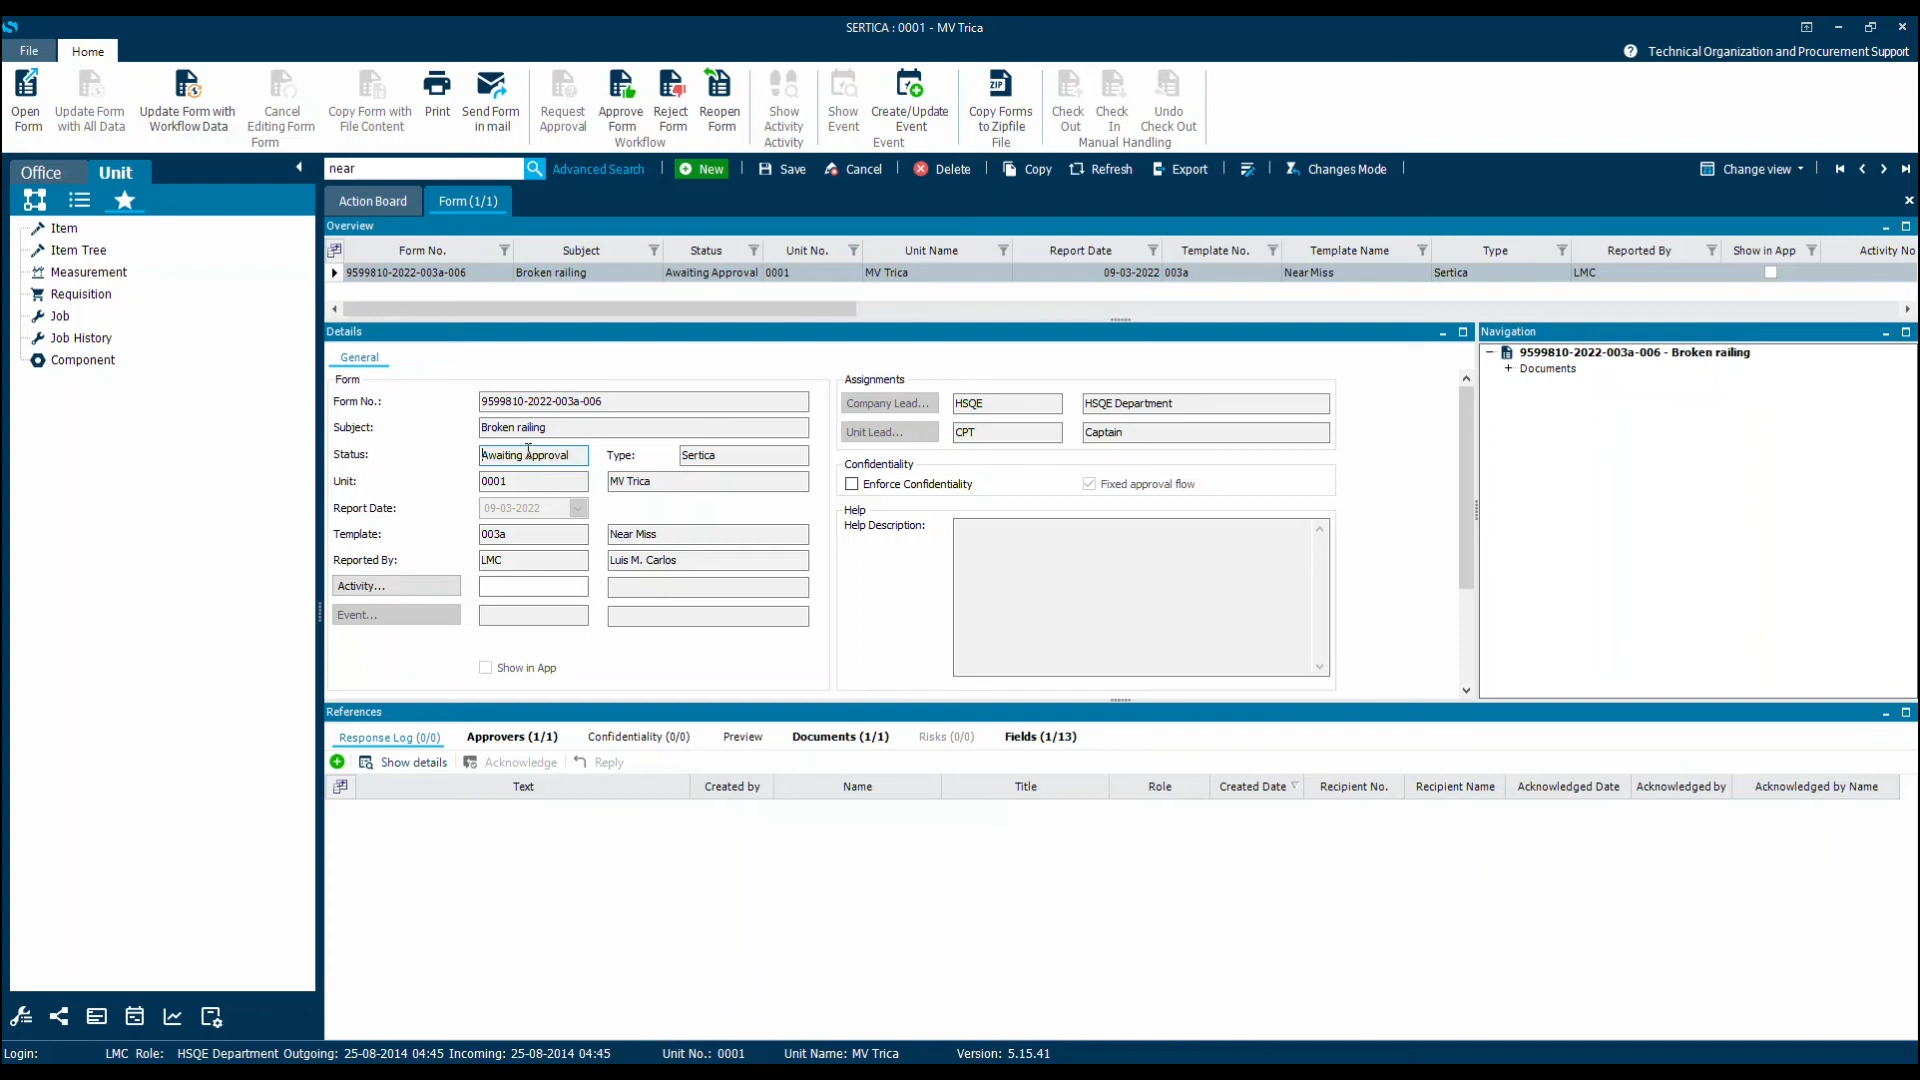 SERTICA : 0001 - MV Trica
File Home
Technical Organization and Procurement Support
Open Form
Update Form with All Data
Update Form with Workflow Data
Cancel Editing Form
Copy Form with File Content
Print
Send Form in mail
Form
Request Approval
Approve Form
Reject Form
Reopen Form
Workflow
Show Activity
Activity
Show Event
Create/Update Event
Event
ZIP
Copy Forms to Zipfile
File
Check Out
Check In
Undo Check Out
Manual Handling
Office Unit
near
Advanced Search New Save Cancel Delete Copy Refresh Export Changes Mode Change view
Item
Item Tree
Measurement
Requisition
Job
Job History
Component
Action Board Form (1/1)
Overview
Form No. Subject Status Unit No. Unit Name Report Date Template No. Template Name Type Reported By Show in App Activity No
9599810-2022-003a-006 Broken railing Awaiting Approval 0001 MV Trica 09-03-2022 003a Near Miss Sertica LMC
Details
General
Form
Form No.: 9599810-2022-003a-006
Subject: Broken railing
Status: Awaiting Approval Type: Sertica
Unit: 0001 MV Trica
Report Date: 09-03-2022
Template: 003a Near Miss
Reported By: LMC Luis M. Carlos
Activity...
Event...
Show in App
Assignments
Company Lead... HSQE HSQE Department
Unit Lead... CPT Captain
Confidentiality
Enforce Confidentiality Fixed approval flow
Help
Help Description:
Navigation
9599810-2022-003a-006 - Broken railing
Documents
References
Response Log (0/0) Approvers (1/1) Confidentiality (0/0) Preview Documents (1/1) Risks (0/0) Fields (1/13)
Show details Acknowledge Reply
Text Created by Name Title Role Created Date Recipient No. Recipient Name Acknowledged Date Acknowledged by Acknowledged by Name
Login: LMC Role: HSQE Department Outgoing: 25-08-2014 04:45 Incoming: 25-08-2014 04:45 Unit No.: 0001 Unit Name: MV Trica Version: 5.15.41